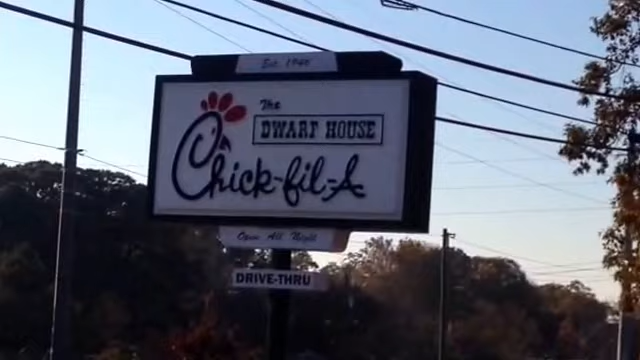 Est. 1946
The
DWARF HOUSE
Chick-fil-A
Open All Night
DRIVE-THRU